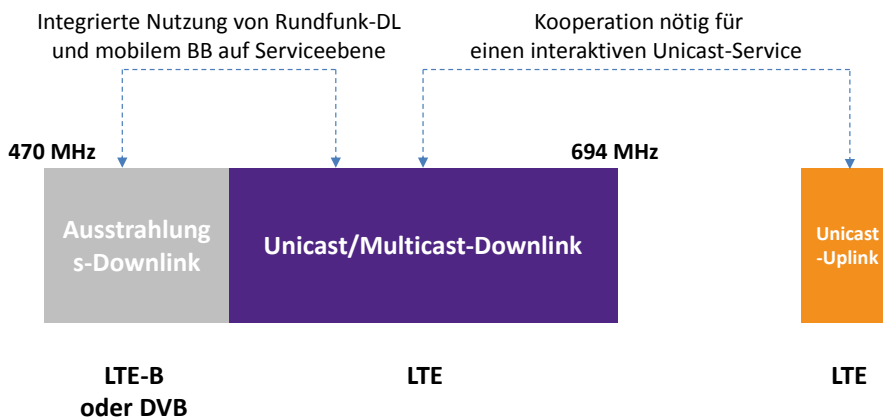 Integrierte Nutzung von Rundfunk-DL
und mobilem BB auf Serviceebene
Kooperation nötig für
einen interaktiven Unicast-Service
470 MHz
694 MHz
Ausstrahlung
s-Downlink
Unicast/Multicast-Downlink
Unicast
-Uplink
LTE-B
oder DVB
LTE
LTE